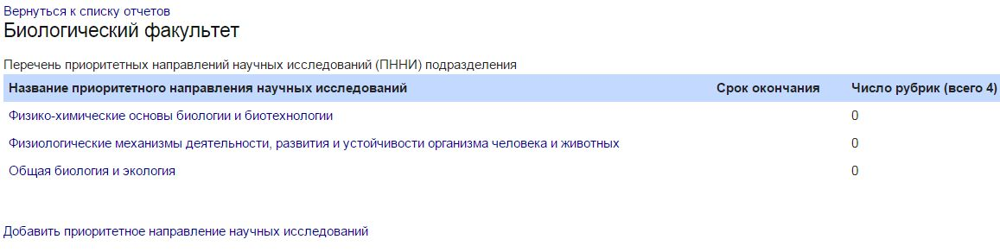 Вернуться к списку отчетов
Биологический факультет
Перечень приоритетных направлений научных исследований (ПННИ) подразделения
Название приоритетного направления научных исследований Срок окончания Число рубрик (всего 4)
Физико-химические основы биологии и биотехнологии 0
Физиологические механизмы деятельности, развития и устойчивости организма человека и животных 0
Общая биология и экология 0
Добавить приоритетное направление научных исследований